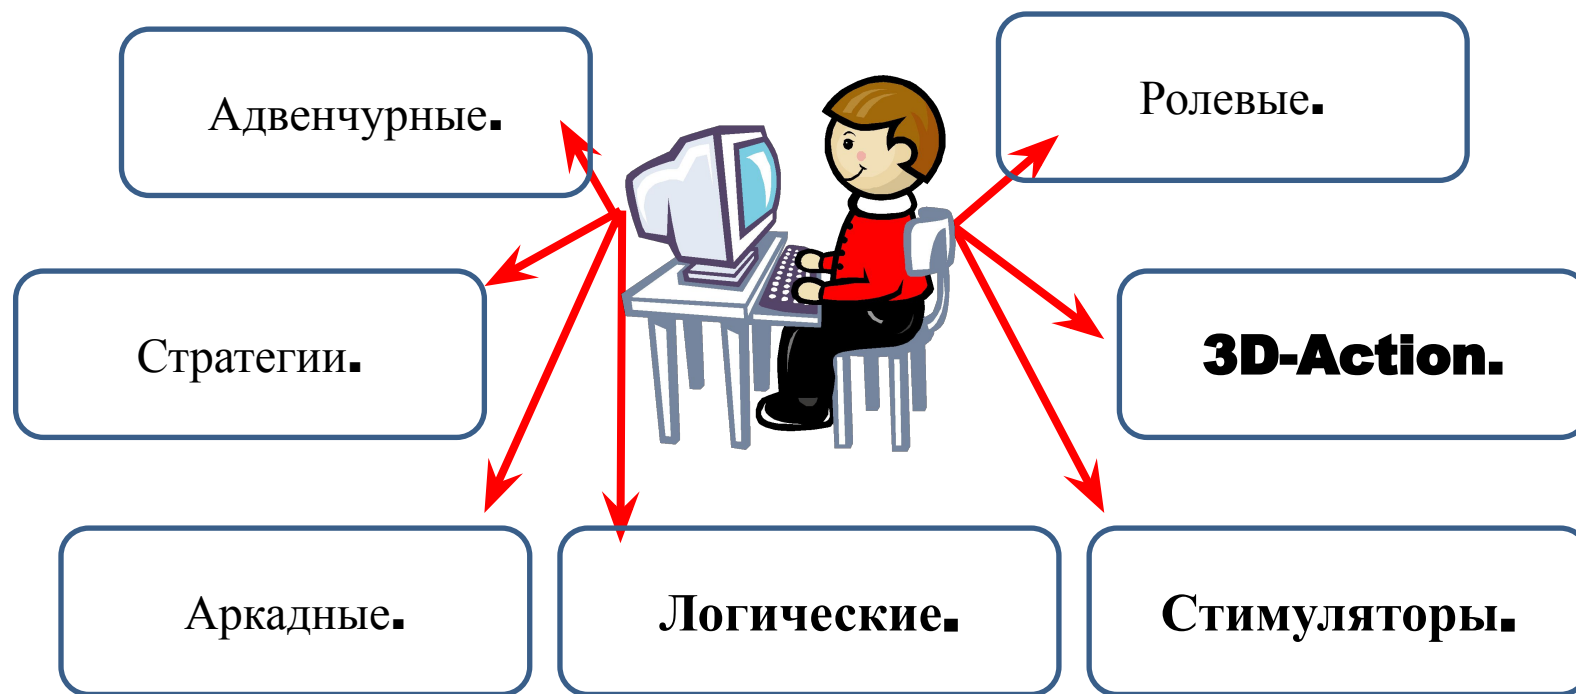 Адвенчурные.
Ролевые.
Стратегии.
3D-Action.
Аркадные.
Логические.
Стимуляторы.